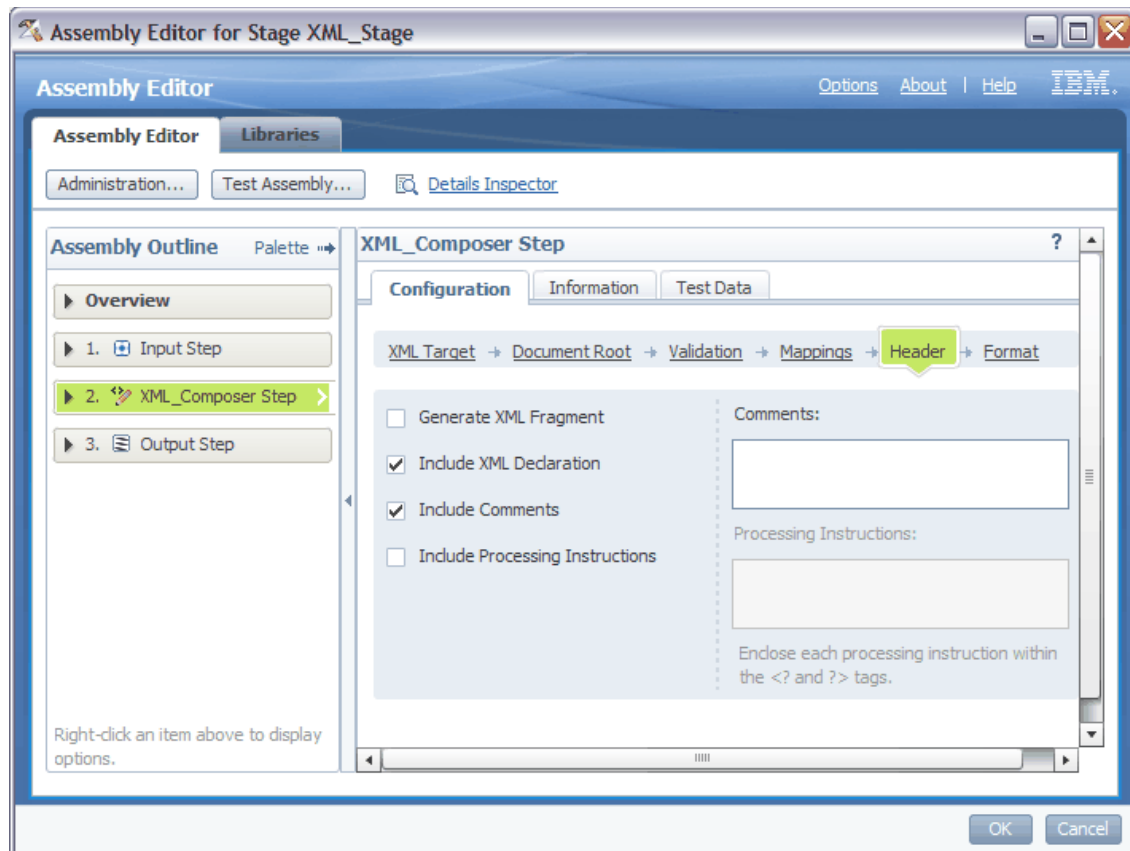 Assembly Editor for Stage XML_Stage
Assembly Editor
Options About | Help IBM.
Assembly Editor Libraries
Administration... Test Assembly... Details Inspector
Assembly Outline Palette
Overview
1. Input Step
2. XML_Composer Step
3. Output Step
Right-click an item above to display
options.
XML_Composer Step ?
Configuration Information Test Data
XML Target Document Root Validation Mappings Header Format
Generate XML Fragment
Include XML Declaration
Include Comments
Include Processing Instructions
Comments:
Processing Instructions:
Enclose each processing instruction within
the <? and ?> tags.
OK Cancel